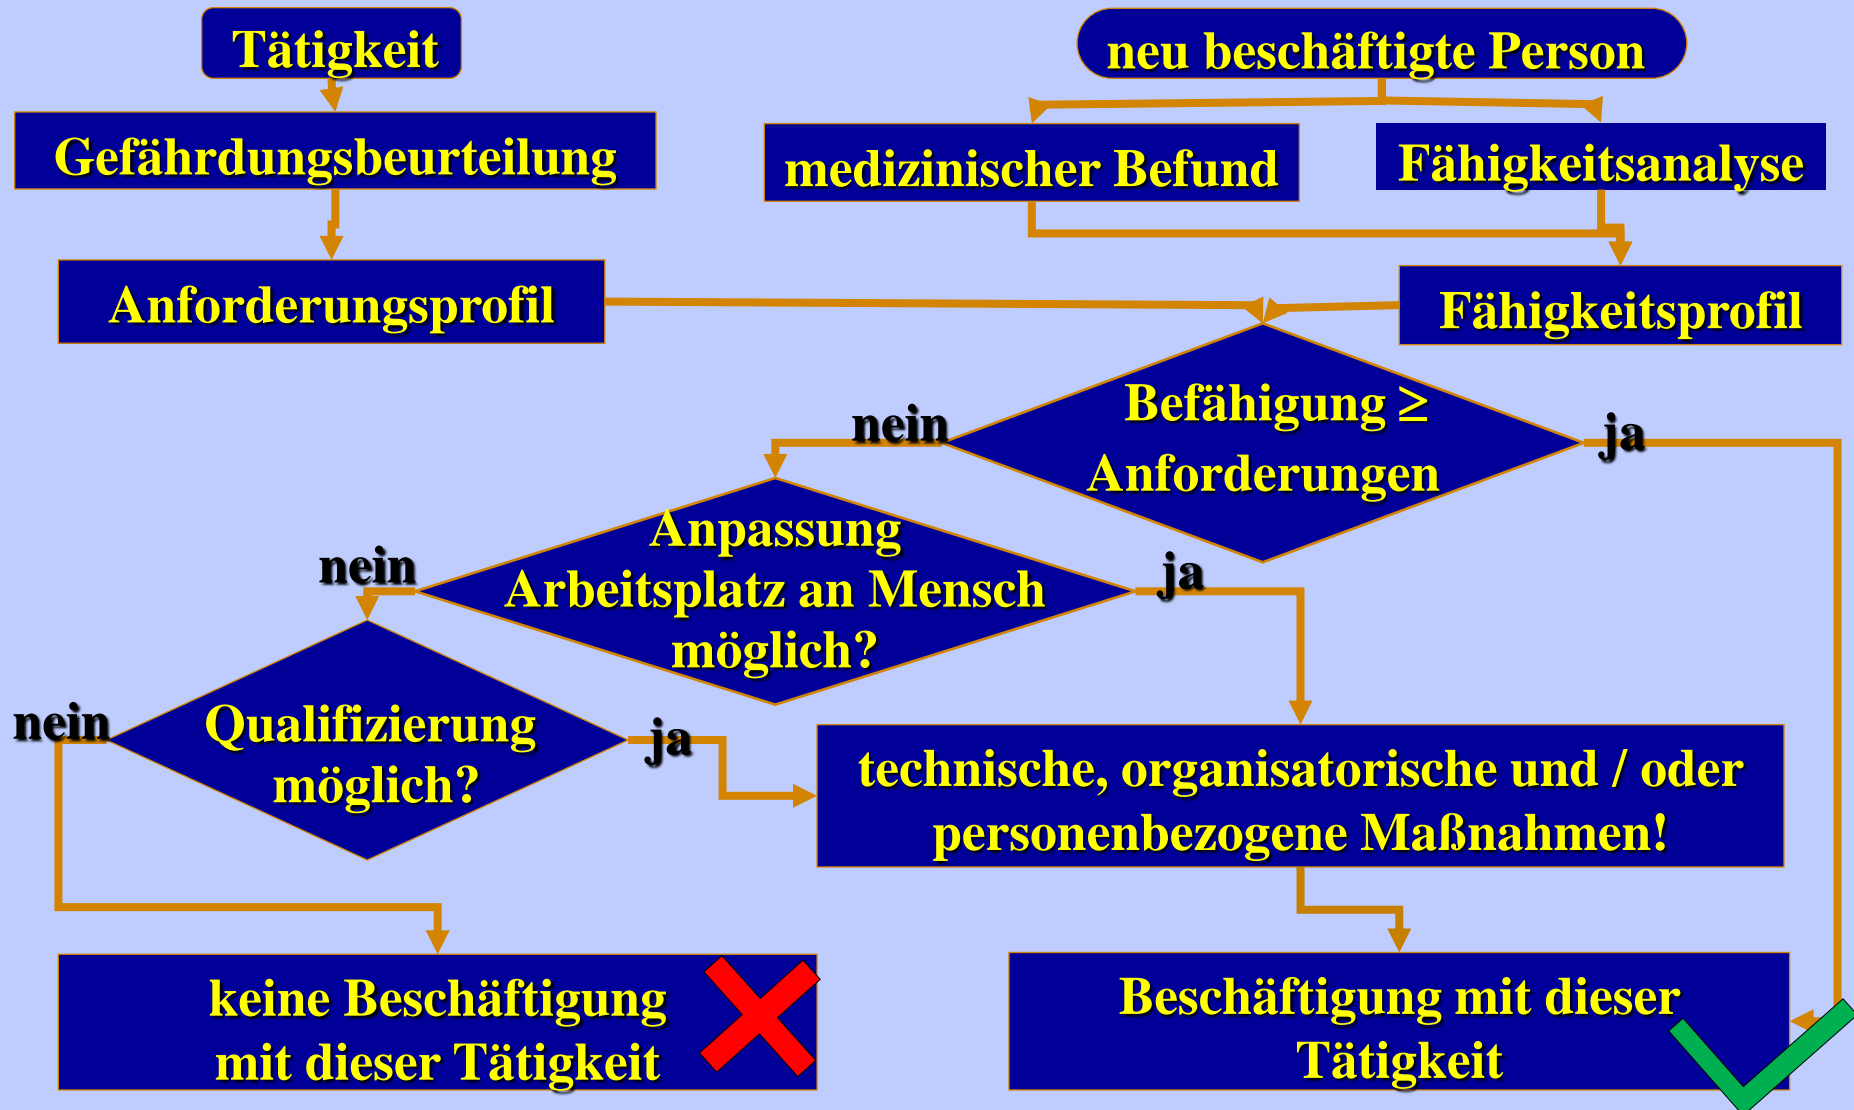 Tätigkeit
neu beschäftigte Person
Gefährdungsbeurteilung
medizinischer Befund
Fähigkeitsanalyse
Anforderungsprofil
Fähigkeitsprofil
Befähigung ≥
Anforderungen
nein
ja
Anpassung
Arbeitsplatz an Mensch
möglich?
nein
ja
Qualifizierung
möglich?
nein
ja
technische, organisatorische und / oder
personenbezogene Maßnahmen!
keine Beschäftigung
mit dieser Tätigkeit
Beschäftigung mit dieser
Tätigkeit